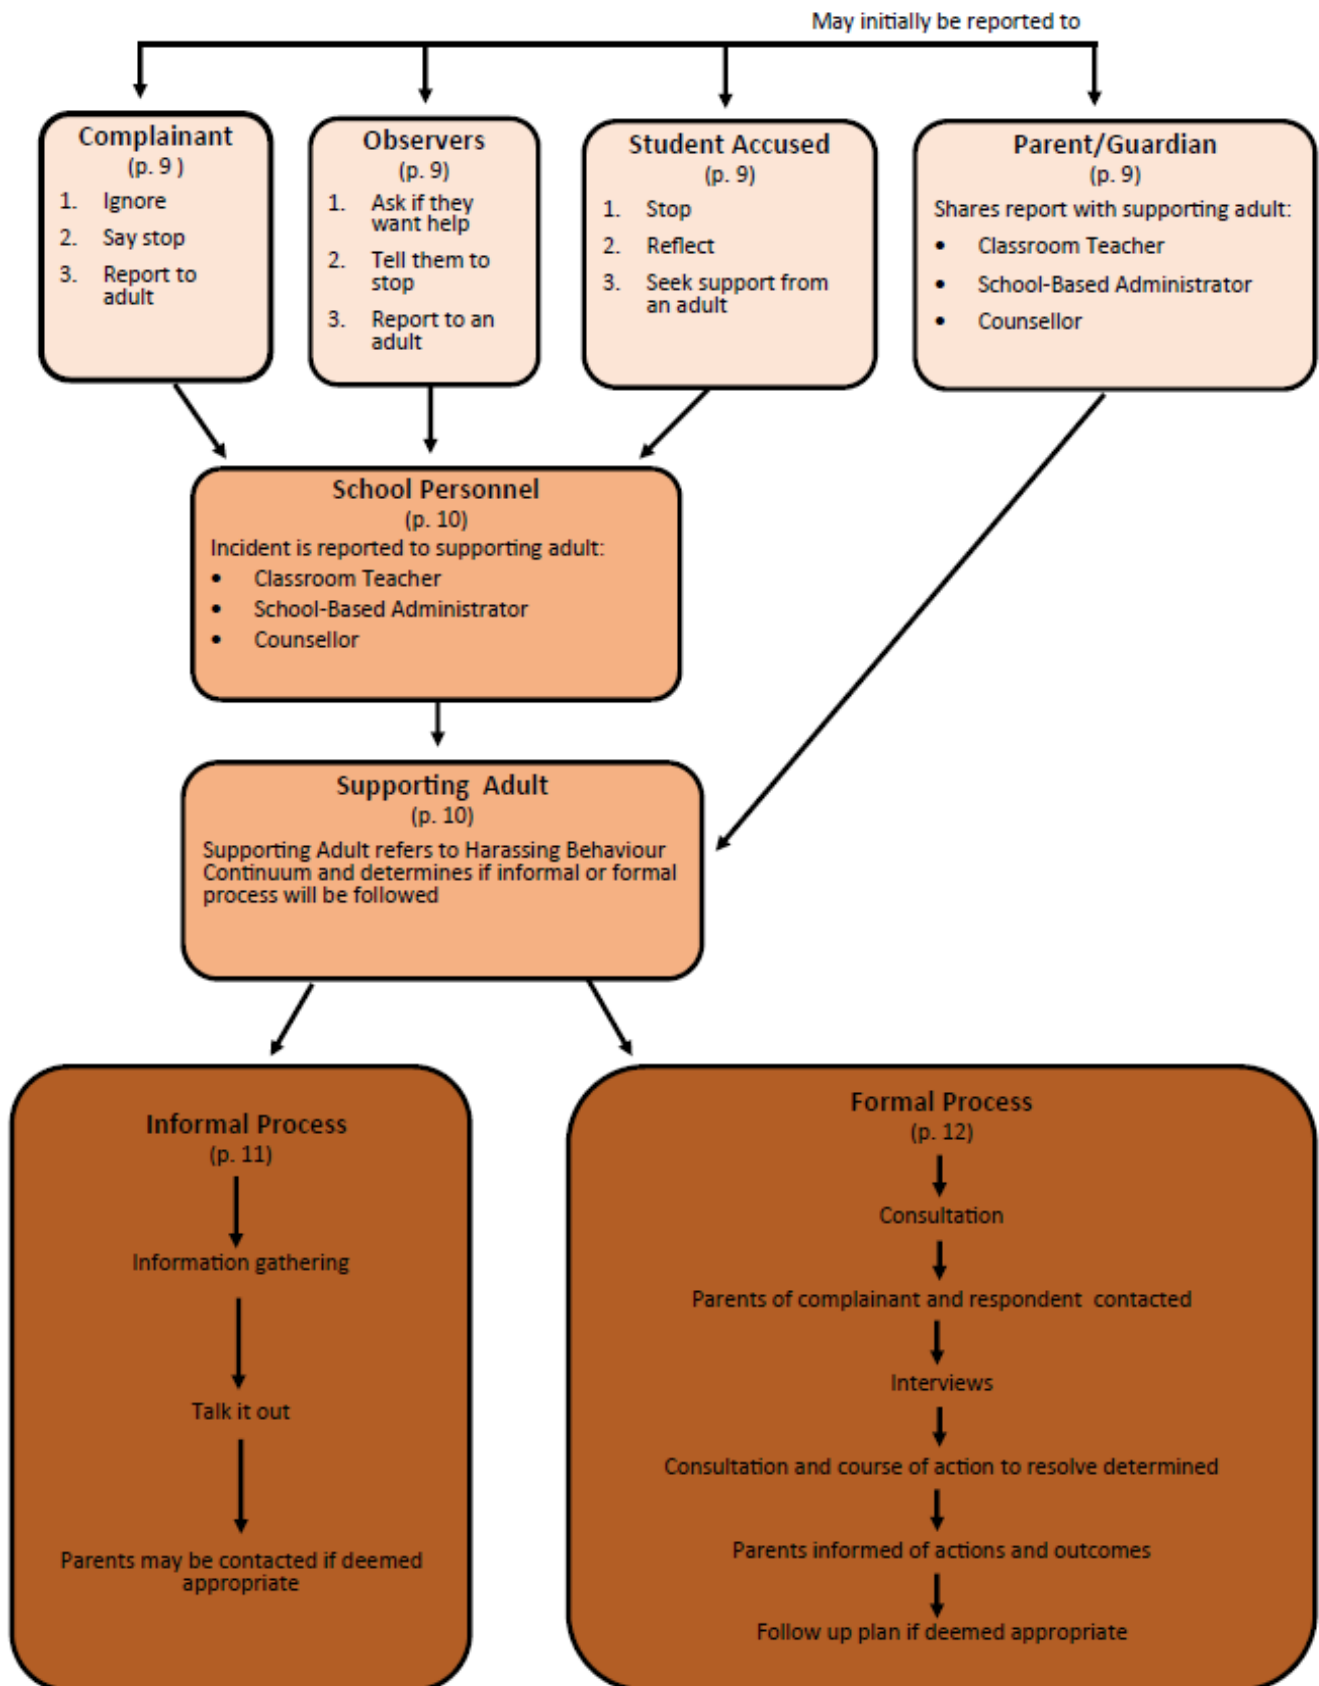 May initially be reported to
Complainant
(p. 9 )
1. Ignore
2. Say stop
3. Report to
adult
Observers
(p. 9)
1. Ask if they
want help
2. Tell them to
stop
3. Report to an
adult
Student Accused
(p. 9)
1. Stop
2. Reflect
3. Seek support from
an adult
Parent/Guardian
(p. 9)
Shares report with supporting adult:
• Classroom Teacher
• School-Based Administrator
• Counsellor
School Personnel
(p. 10)
Incident is reported to supporting adult:
• Classroom Teacher
• School-Based Administrator
• Counsellor
Supporting Adult
(p. 10)
Supporting Adult refers to Harassing Behaviour
Continuum and determines if informal or formal
process will be followed
Informal Process
(p. 11)
Information gathering
Talk it out
Parents may be contacted if deemed
appropriate
Formal Process
(p. 12)
Consultation
Parents of complainant and respondent contacted
Interviews
Consultation and course of action to resolve determined
Parents informed of actions and outcomes
Follow up plan if deemed appropriate